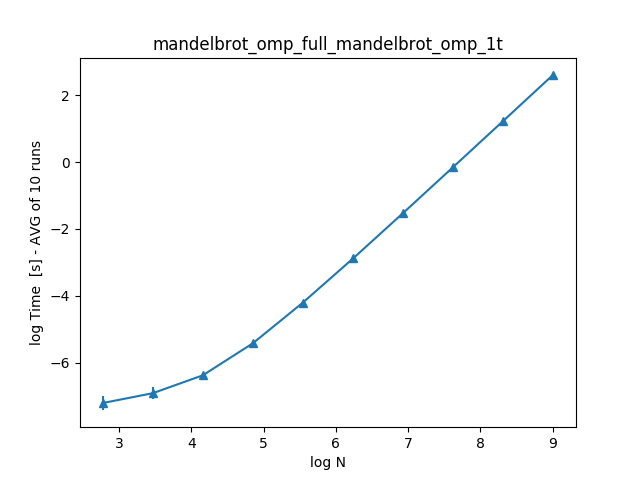 mandelbrot_omp_full_mandelbrot_omp_1t
log Time  [s] - AVG of 10 runs
2
0
−2
−4
−6
3 4 5 6 7 8 9
log N